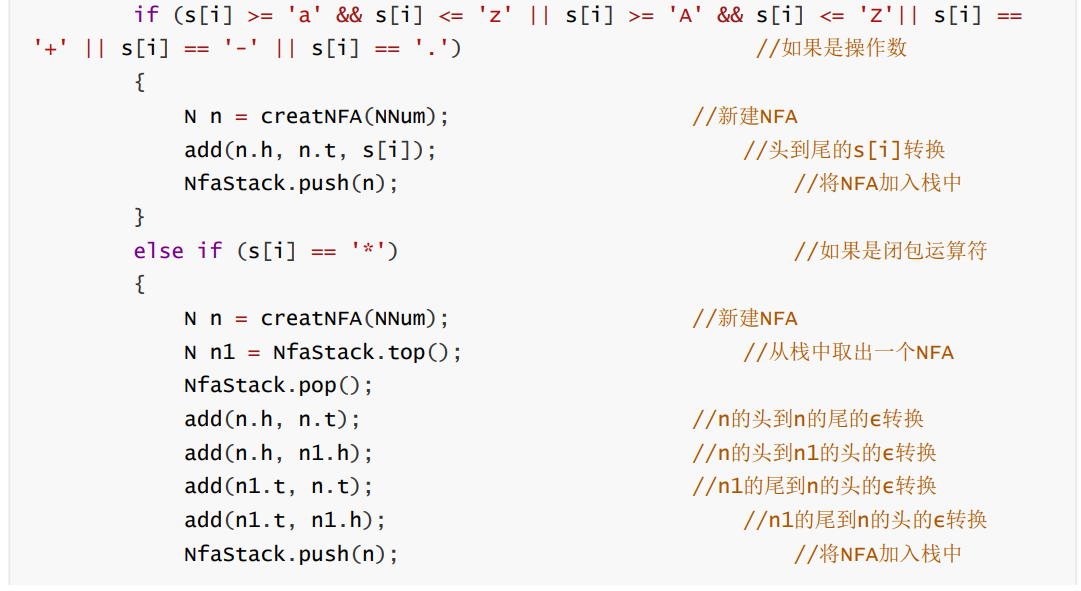 if (s[i] >= 'a' && s[i] <= 'z' || s[i] >= 'A' && s[i] <= 'Z'|| s[i] ==
'+' || s[i] == '-' || s[i] == '.') //如果是操作数
{
N n = creatNFA(NNum); //新建NFA
add(n.h, n.t, s[i]); //头到尾的s[i]转换
NfaStack.push(n); //将NFA加入栈中
}
else if (s[i] == '*') //如果是闭包运算符
{
N n = creatNFA(NNum); //新建NFA
N n1 = NfaStack.top(); //从栈中取出一个NFA
NfaStack.pop();
add(n.h, n.t); //n的头到n的尾的ϵ转换
add(n.h, n1.h); //n的头到n1的头的ϵ转换
add(n1.t, n.t); //n1的尾到n的头的ϵ转换
add(n1.t, n1.h); //n1的尾到n的头的ϵ转换
NfaStack.push(n); //将NFA加入栈中